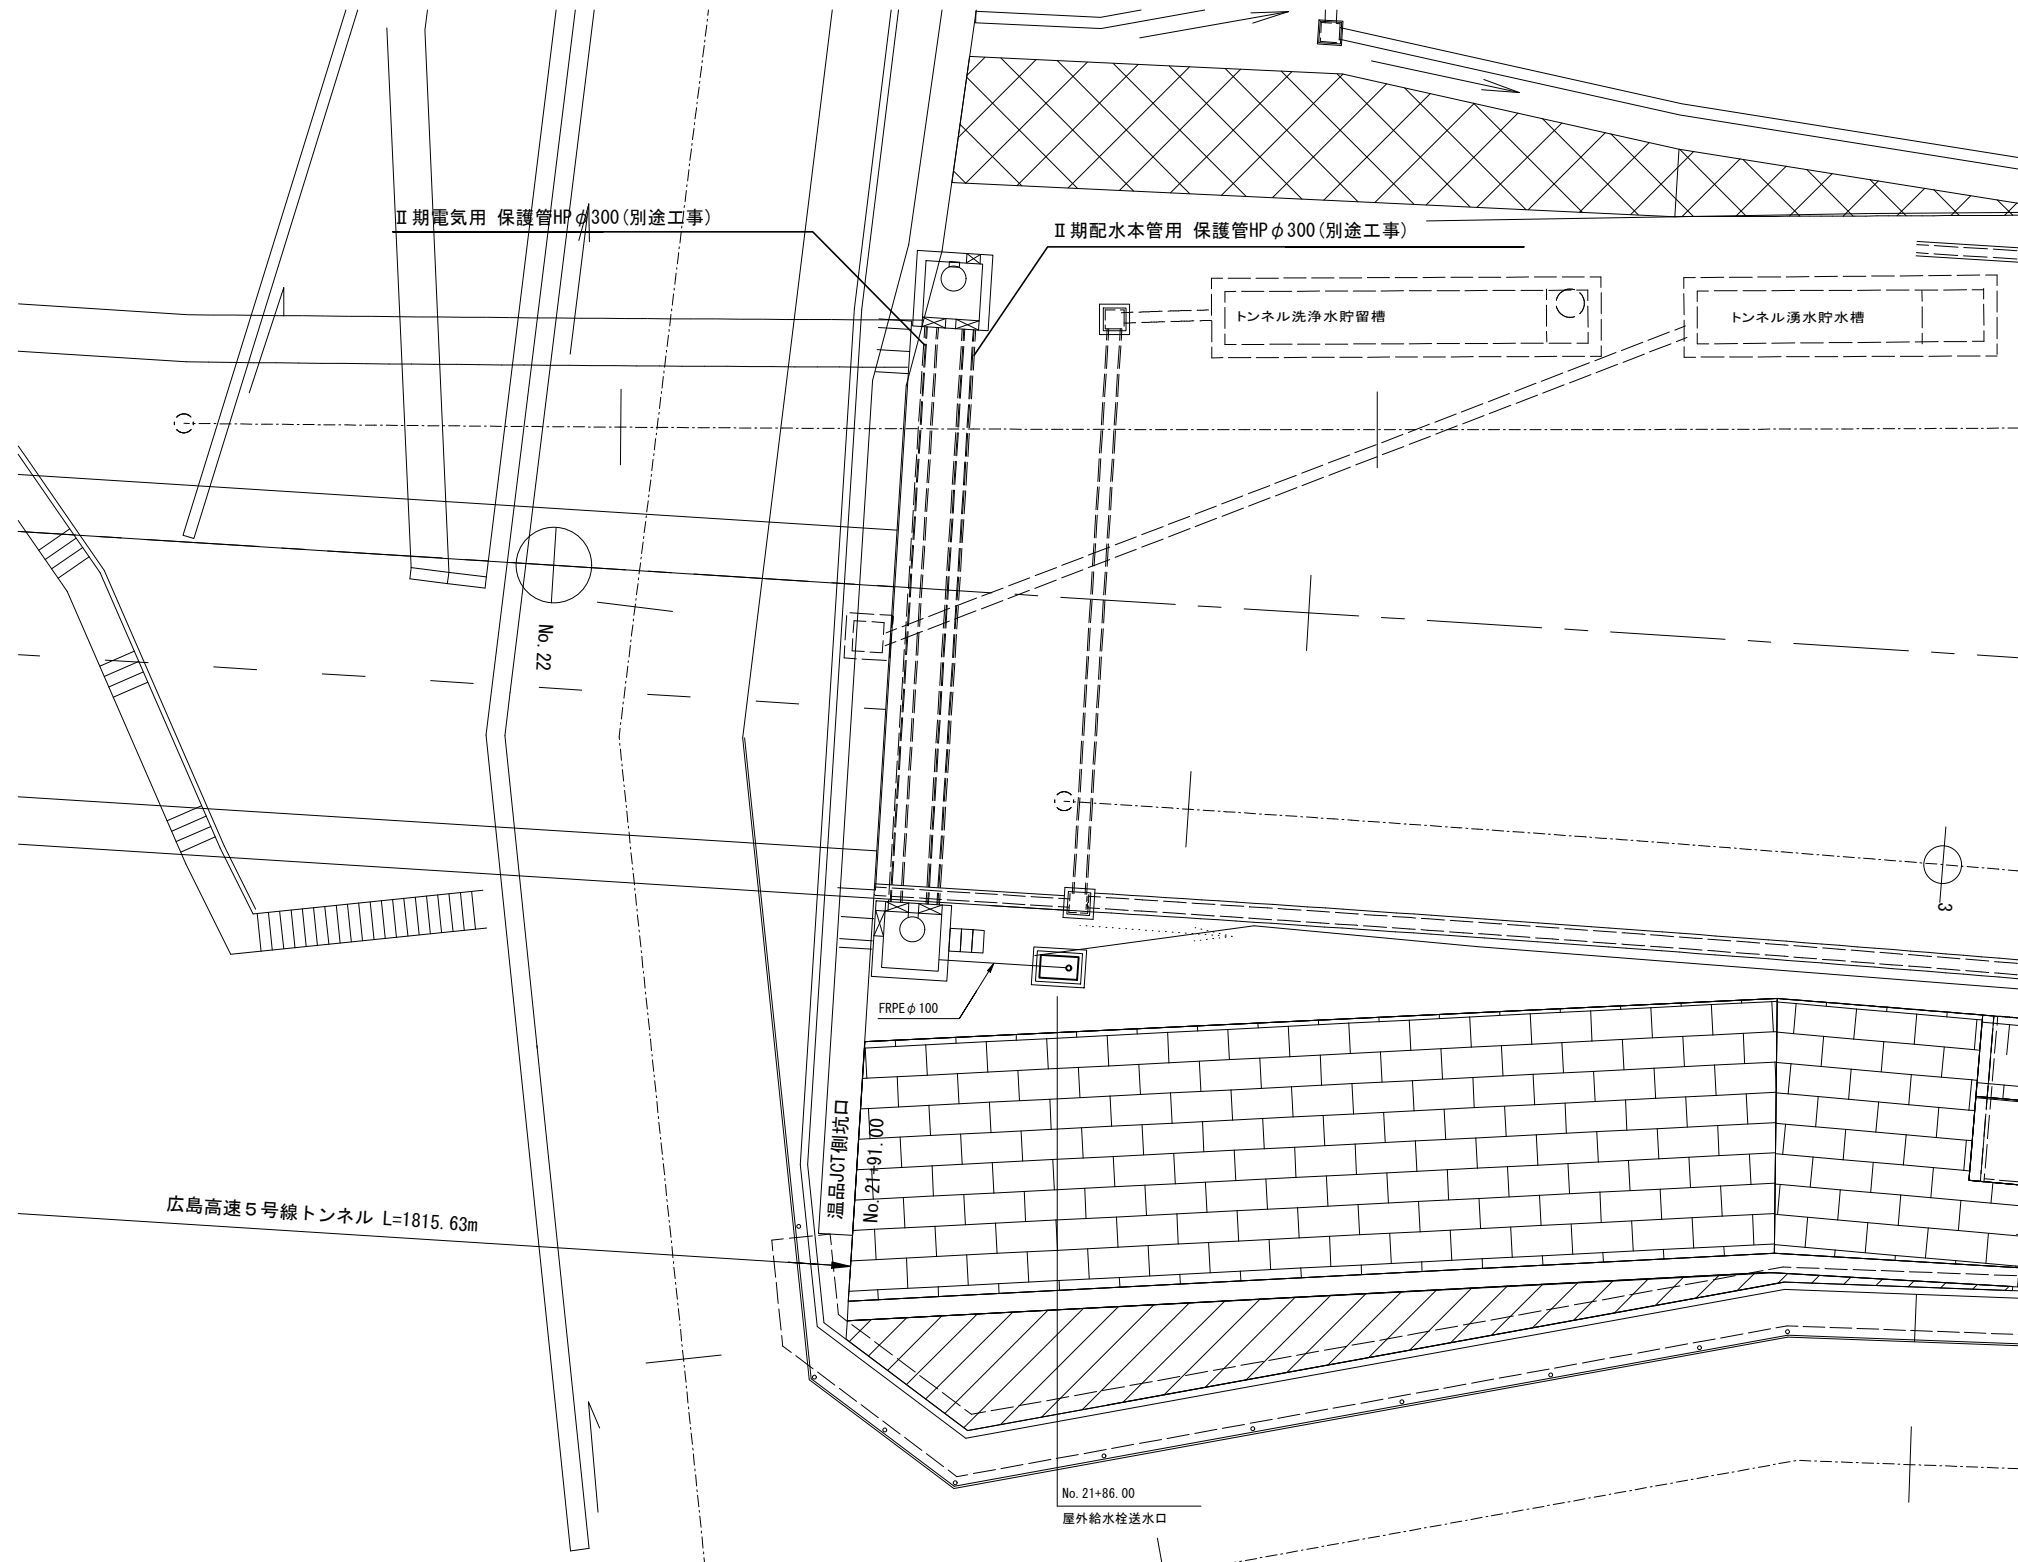 Ⅱ期電気用 保護管HPφ300(別途工事)
Ⅱ期配水本管用 保護管HPφ300(別途工事)
トンネル洗浄水貯留槽
トンネル湧水貯水槽
No. 22
3
FRPEφ100
温品JCT側坑口
No. 21+91.00
広島高速5号線トンネル L=1815.63m
No. 21+86.00
屋外給水栓送水口